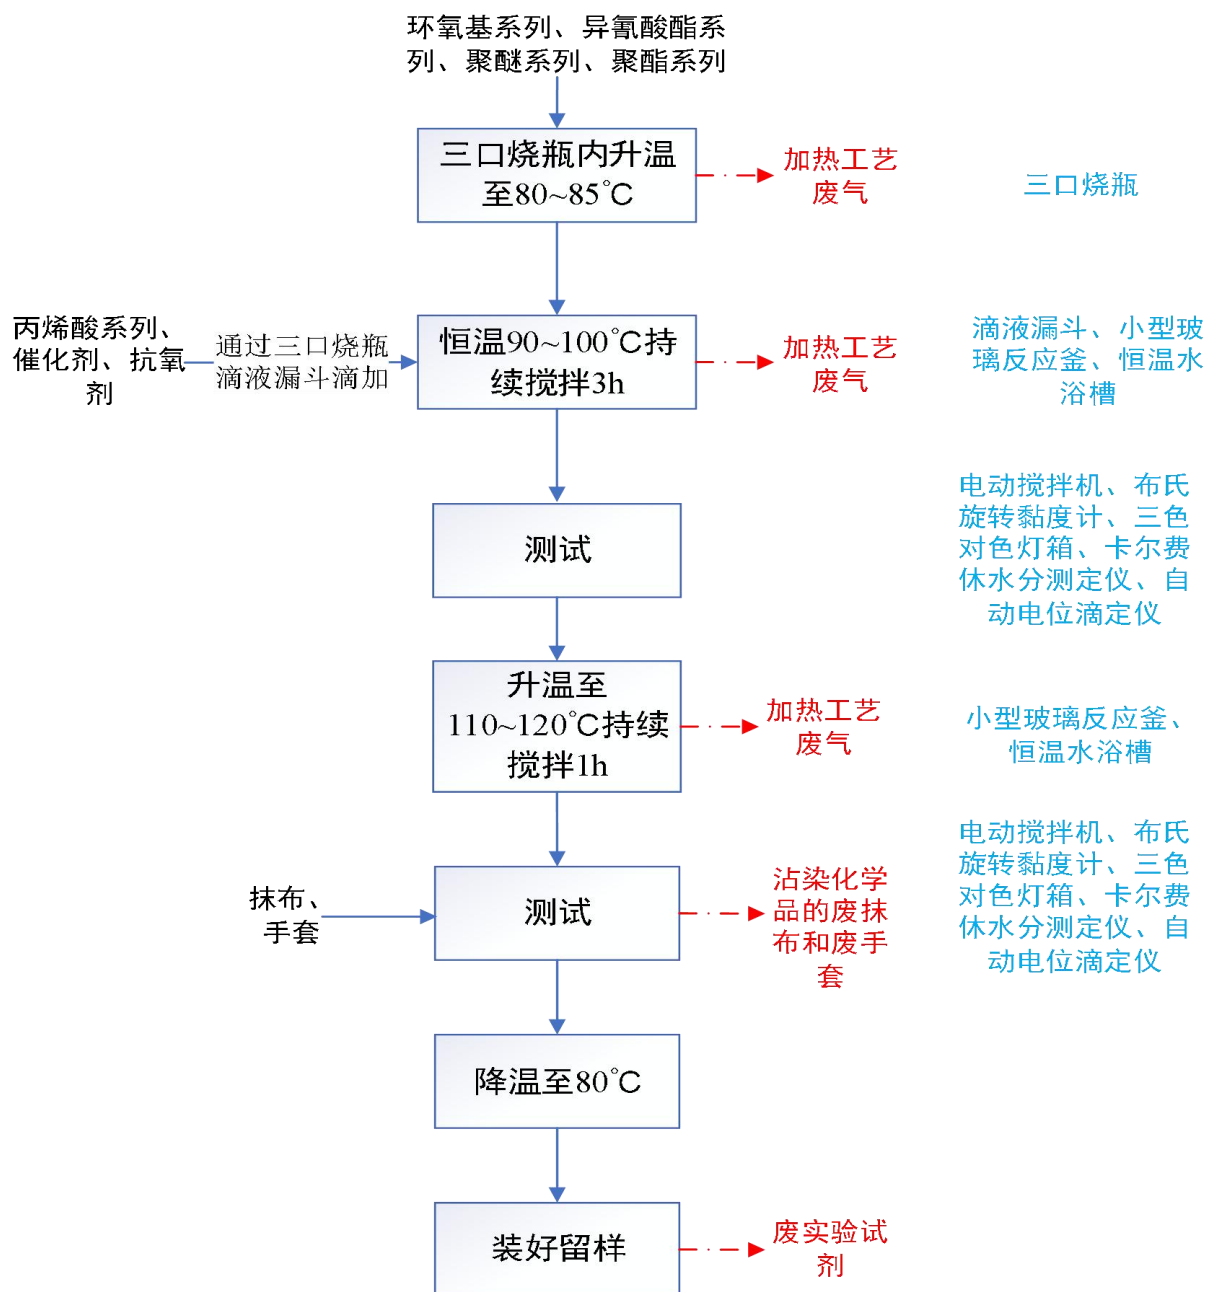 环氧基系列、异氰酸酯系
列、聚醚系列、聚酯系列
三口烧瓶内升温
至80~85℃
加热工艺
废气
三口烧瓶
丙烯酸系列、
催化剂、抗氧
剂
通过三口烧瓶
滴液漏斗滴加
恒温90~100℃持
续搅拌3h
加热工艺
废气
滴液漏斗、小型玻
璃反应釜、恒温水
浴槽
测试
电动搅拌机、布氏
旋转黏度计、三色
对色灯箱、卡尔费
休水分测定仪、自
动电位滴定仪
升温至
110~120℃持续
搅拌1h
加热工艺
废气
小型玻璃反应釜、
恒温水浴槽
抹布、
手套
测试
沾染化学
品的废抹
布和废手
套
电动搅拌机、布氏
旋转黏度计、三色
对色灯箱、卡尔费
休水分测定仪、自
动电位滴定仪
降温至80℃
装好留样
废实验试
剂